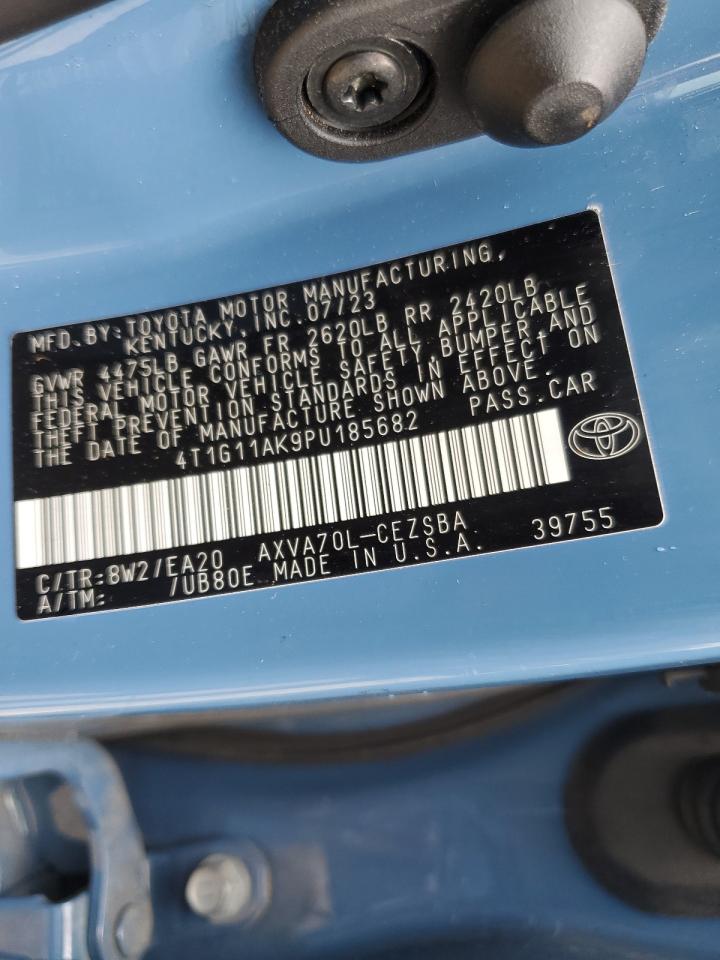 MFD.BY:TOYOTA MOTOR MANUFACTURING,
KENTUCKY,INC.07/23
GVWR 4475LB GAWR FR 2620LB RR 2420LB
THIS VEHICLE CONFORMS TO ALL APPLICABLE
FEDERAL MOTOR VEHICLE SAFETY,BUMPER,AND
THEFT PREVENTION STANDARDS IN EFFECT ON
DATE OF MANUFACTURE SHOWN ABOVE.
4T1G11AK9PU185682 PASS.CAR
C/TR:8W2/EA20 AXVA70L-CEZSBA 39755
A/TM: /UB80E MADE IN U.S.A.